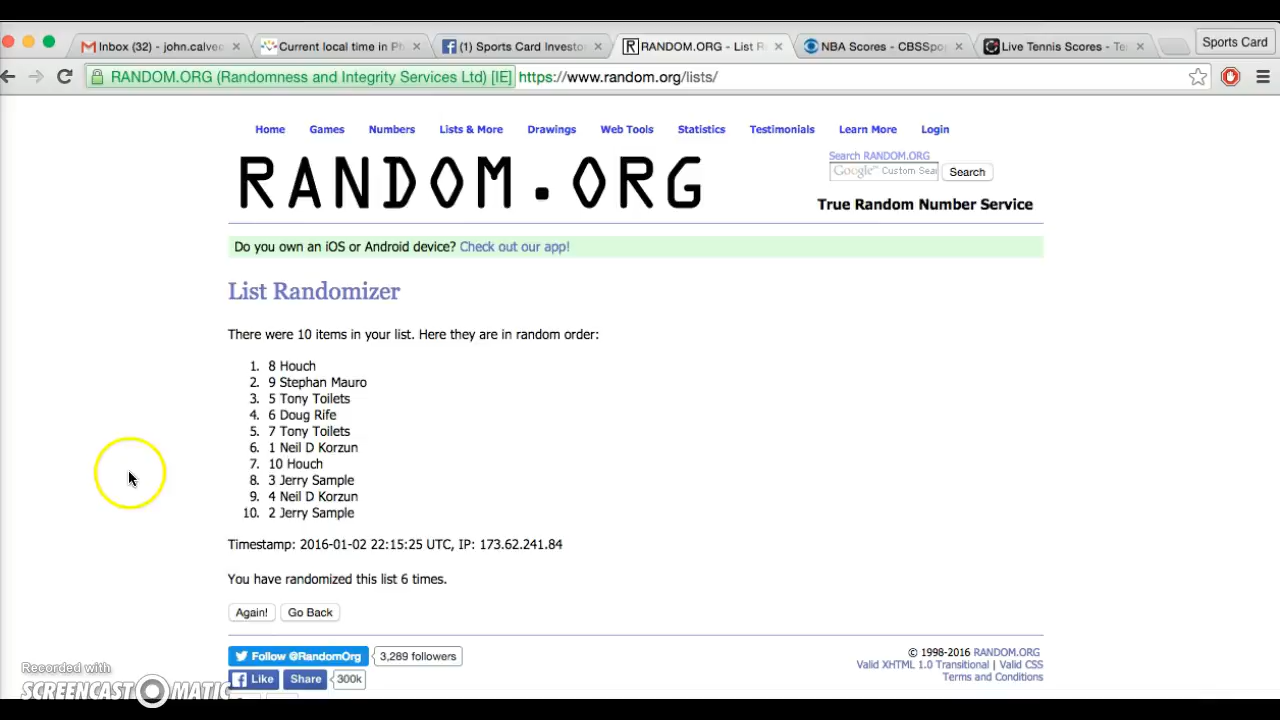 Inbox (32) - john.calvec
Current local time in Ph
(1) Sports Card Investor
RANDOM.ORG - List R
NBA Scores - CBSSpo
Live Tennis Scores - Te
Sports Card
RANDOM.ORG (Randomness and Integrity Services Ltd) [IE] https://www.random.org/lists/
Home Games Numbers Lists & More Drawings Web Tools Statistics Testimonials Learn More Login
RANDOM.ORG
Search RANDOM.ORG
Google™ Custom Sea Search
True Random Number Service
Do you own an iOS or Android device? Check out our app!
List Randomizer
There were 10 items in your list. Here they are in random order:
1. 8 Houch
2. 9 Stephan Mauro
3. 5 Tony Toilets
4. 6 Doug Rife
5. 7 Tony Toilets
6. 1 Neil D Korzun
7. 10 Houch
8. 3 Jerry Sample
9. 4 Neil D Korzun
10. 2 Jerry Sample
Timestamp: 2016-01-02 22:15:25 UTC, IP: 173.62.241.84
You have randomized this list 6 times.
Again! Go Back
Follow @RandomOrg 3,289 followers
Like Share 300k
© 1998-2016 RANDOM.ORG
Valid XHTML 1.0 Transitional | Valid CSS
Terms and Conditions
Recorded with
SCREENCAST-O-MATIC